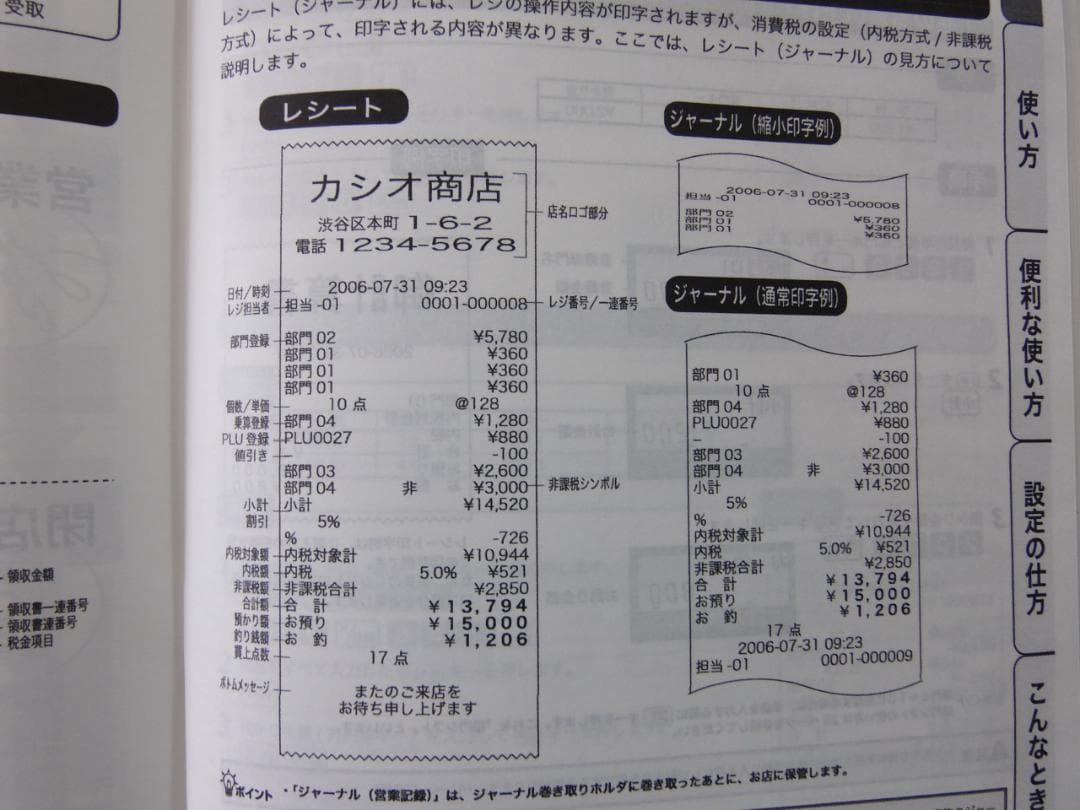 受取
レシート（ジャーナル）には、レジの操作内容が印字されますが、消費税の設定（内税方式 / 非課税
方式）によって、印字される内容が異なります。ここでは、レシート（ジャーナル）の見方について
説明します。
レシート
カシオ商店
渋谷区本町 1-6-2
電話 1234-5678
店名ロゴ部分
日付／時刻 2006-07-31 09:23
レジ担当者 担当 -01 0001-000008 レジ番号／一連番号
部門登録 部門 02 ¥5,780
部門 01 ¥360
部門 01 ¥360
部門 01 ¥360
個数／単価 10 点 @128
乗算登録 部門 04 ¥1,280
PLU 登録 PLU0027 ¥880
値引き – -100
部門 03 ¥2,600
部門 04 非 ¥3,000 非課税シンボル
小計 小計 ¥14,520
割引 5%
% -726
内税対象額 内税対象計 ¥10,944
内税額 内税 5.0% ¥521
非課税額 非課税合計 ¥2,850
合計額 合 計 ¥13,794
預かり額 お預り ¥15,000
釣り銭額 お 釣 ¥1,206
買上点数 17 点
ボトムメッセージ またのご来店を
お待ち申し上げます
ジャーナル（縮小印字例）
2006-07-31 09:23
担当 -01 0001-000008
部門 02 ¥5,780
部門 01 ¥360
部門 01 ¥360
ジャーナル（通常印字例）
部門 01 ¥360
10 点 @128
部門 04 ¥1,280
PLU0027 ¥880
– -100
部門 03 ¥2,600
部門 04 非 ¥3,000
小計 ¥14,520
5%
% -726
内税対象計 ¥10,944
内税 5.0% ¥521
非課税合計 ¥2,850
合 計 ¥13,794
お預り ¥15,000
お 釣 ¥1,206
17 点
2006-07-31 09:23
担当 -01 0001-000009
ポイント ・「ジャーナル（営業記録）」は、ジャーナル巻き取りホルダに巻き取ったあとに、お店に保管します。
使い方
便利な使い方
設定の仕方
こんなとき
領収金額
領収書一連番号
領収書連番号
税金項目